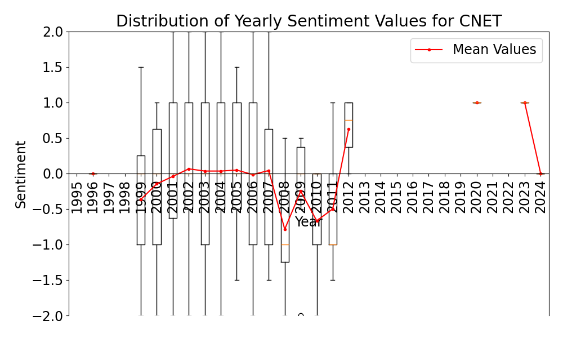 Distribution of Yearly Sentiment Values for CNET
2.0
1.5
1.0
0.5
0.0
−0.5
−1.0
−1.5
−2.0
Sentiment
Mean Values
1995 1996 1997 1998 1999 2000 2001 2002 2003 2004 2005 2006 2007 2008 2009 2010 2011 2012 2013 2014 2015 2016 2017 2018 2019 2020 2021 2022 2023 2024
Year